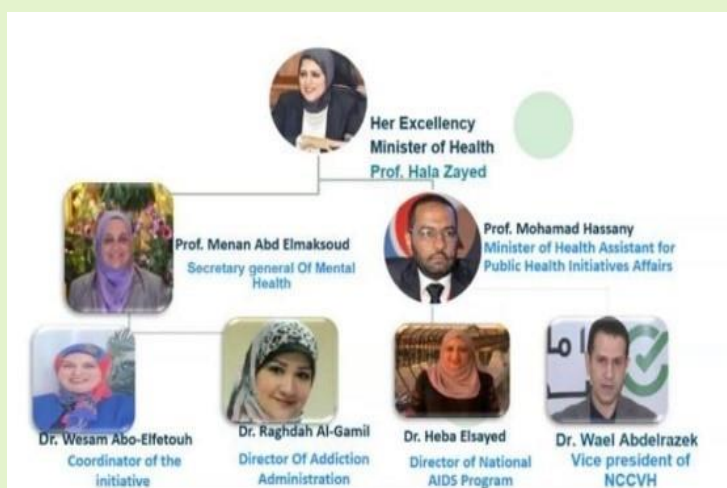 Her Excellency
Minister of Health
Prof. Hala Zayed
Prof. Menan Abd Elmaksoud
Secretary general Of Mental
Health
Prof. Mohamad Hassany
Minister of Health Assistant for
Public Health Initiatives Affairs
Dr. Wesam Abo-Elfetouh
Coordinator of the
initiative
Dr. Raghdah Al-Gamil
Director Of Addiction
Administration
Dr. Heba Elsayed
Director of National
AIDS Program
Dr. Wael Abdelrazek
Vice president of
NCCVH